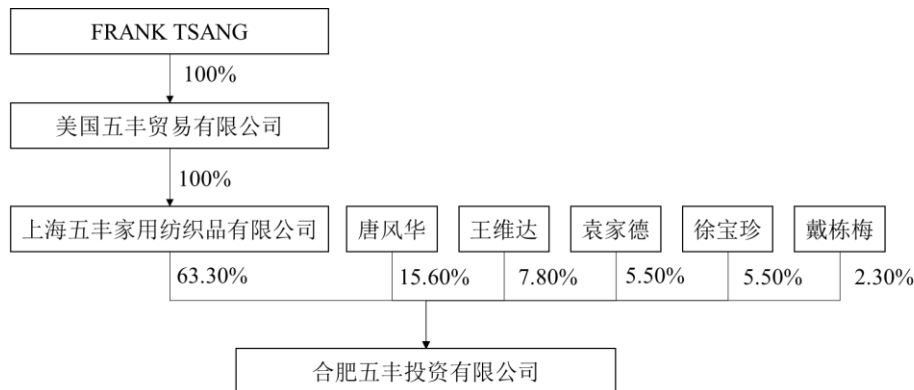 FRANK TSANG
100%
美国五丰贸易有限公司
100%
上海五丰家用纺织品有限公司
唐风华
王维达
袁家德
徐宝珍
戴栋梅
63.30%
15.60%
7.80%
5.50%
5.50%
2.30%
合肥五丰投资有限公司